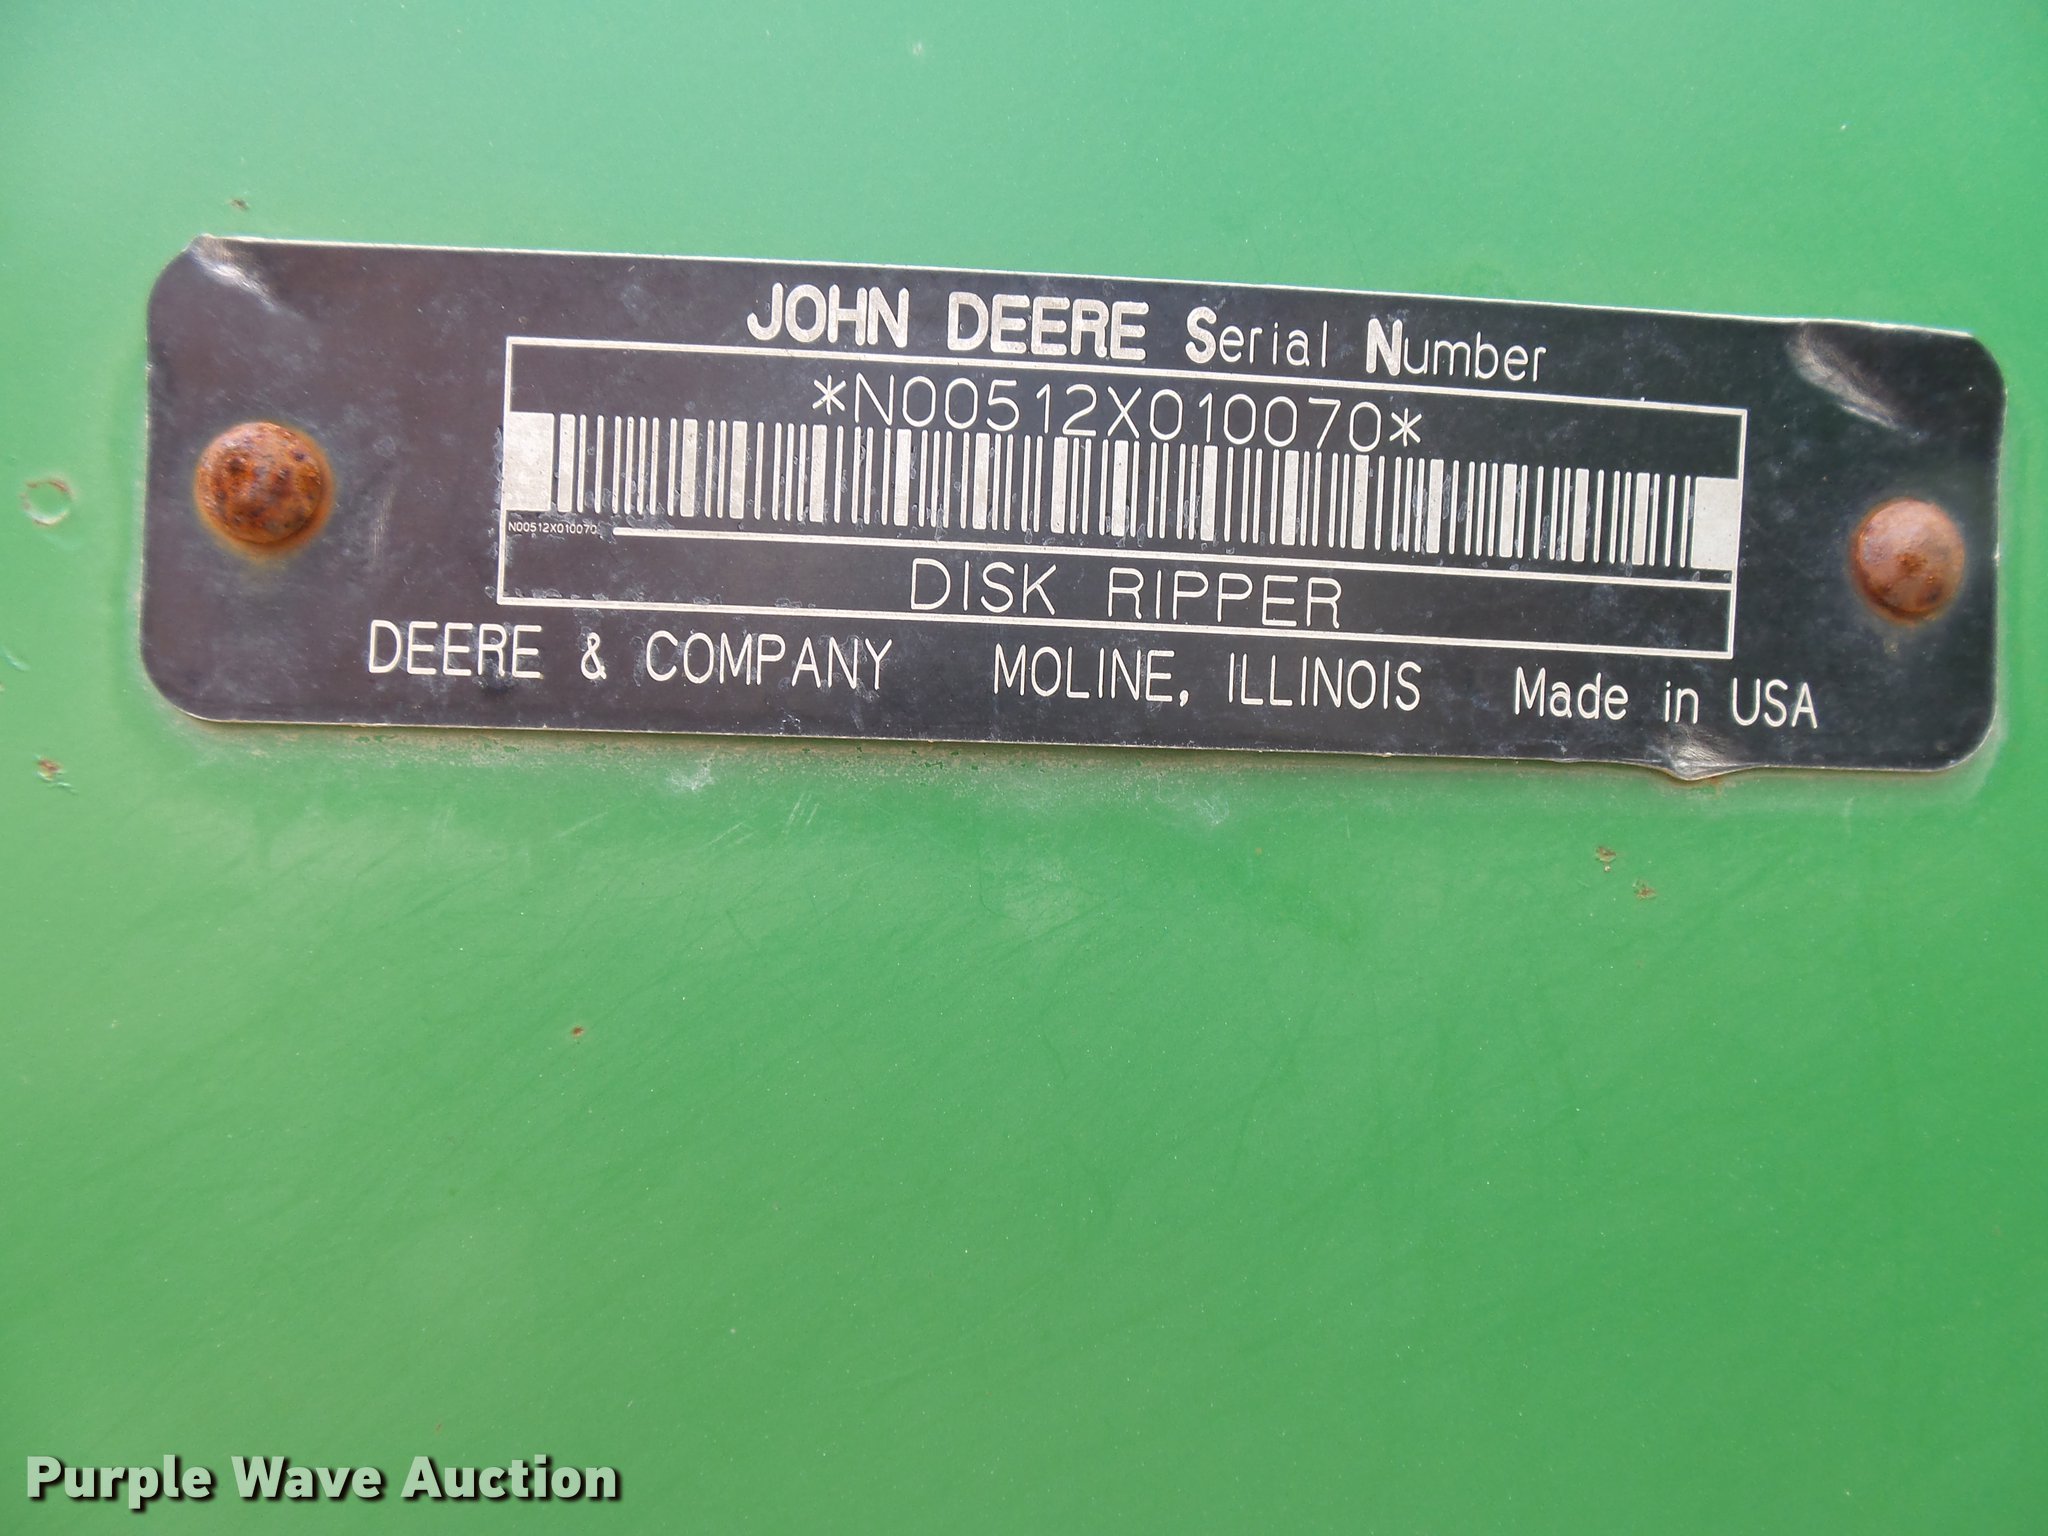 JOHN DEERE Serial Number
*N00512X010070*
N00512X010070
DISK RIPPER
DEERE & COMPANY MOLINE, ILLINOIS Made in USA
Purple Wave Auction